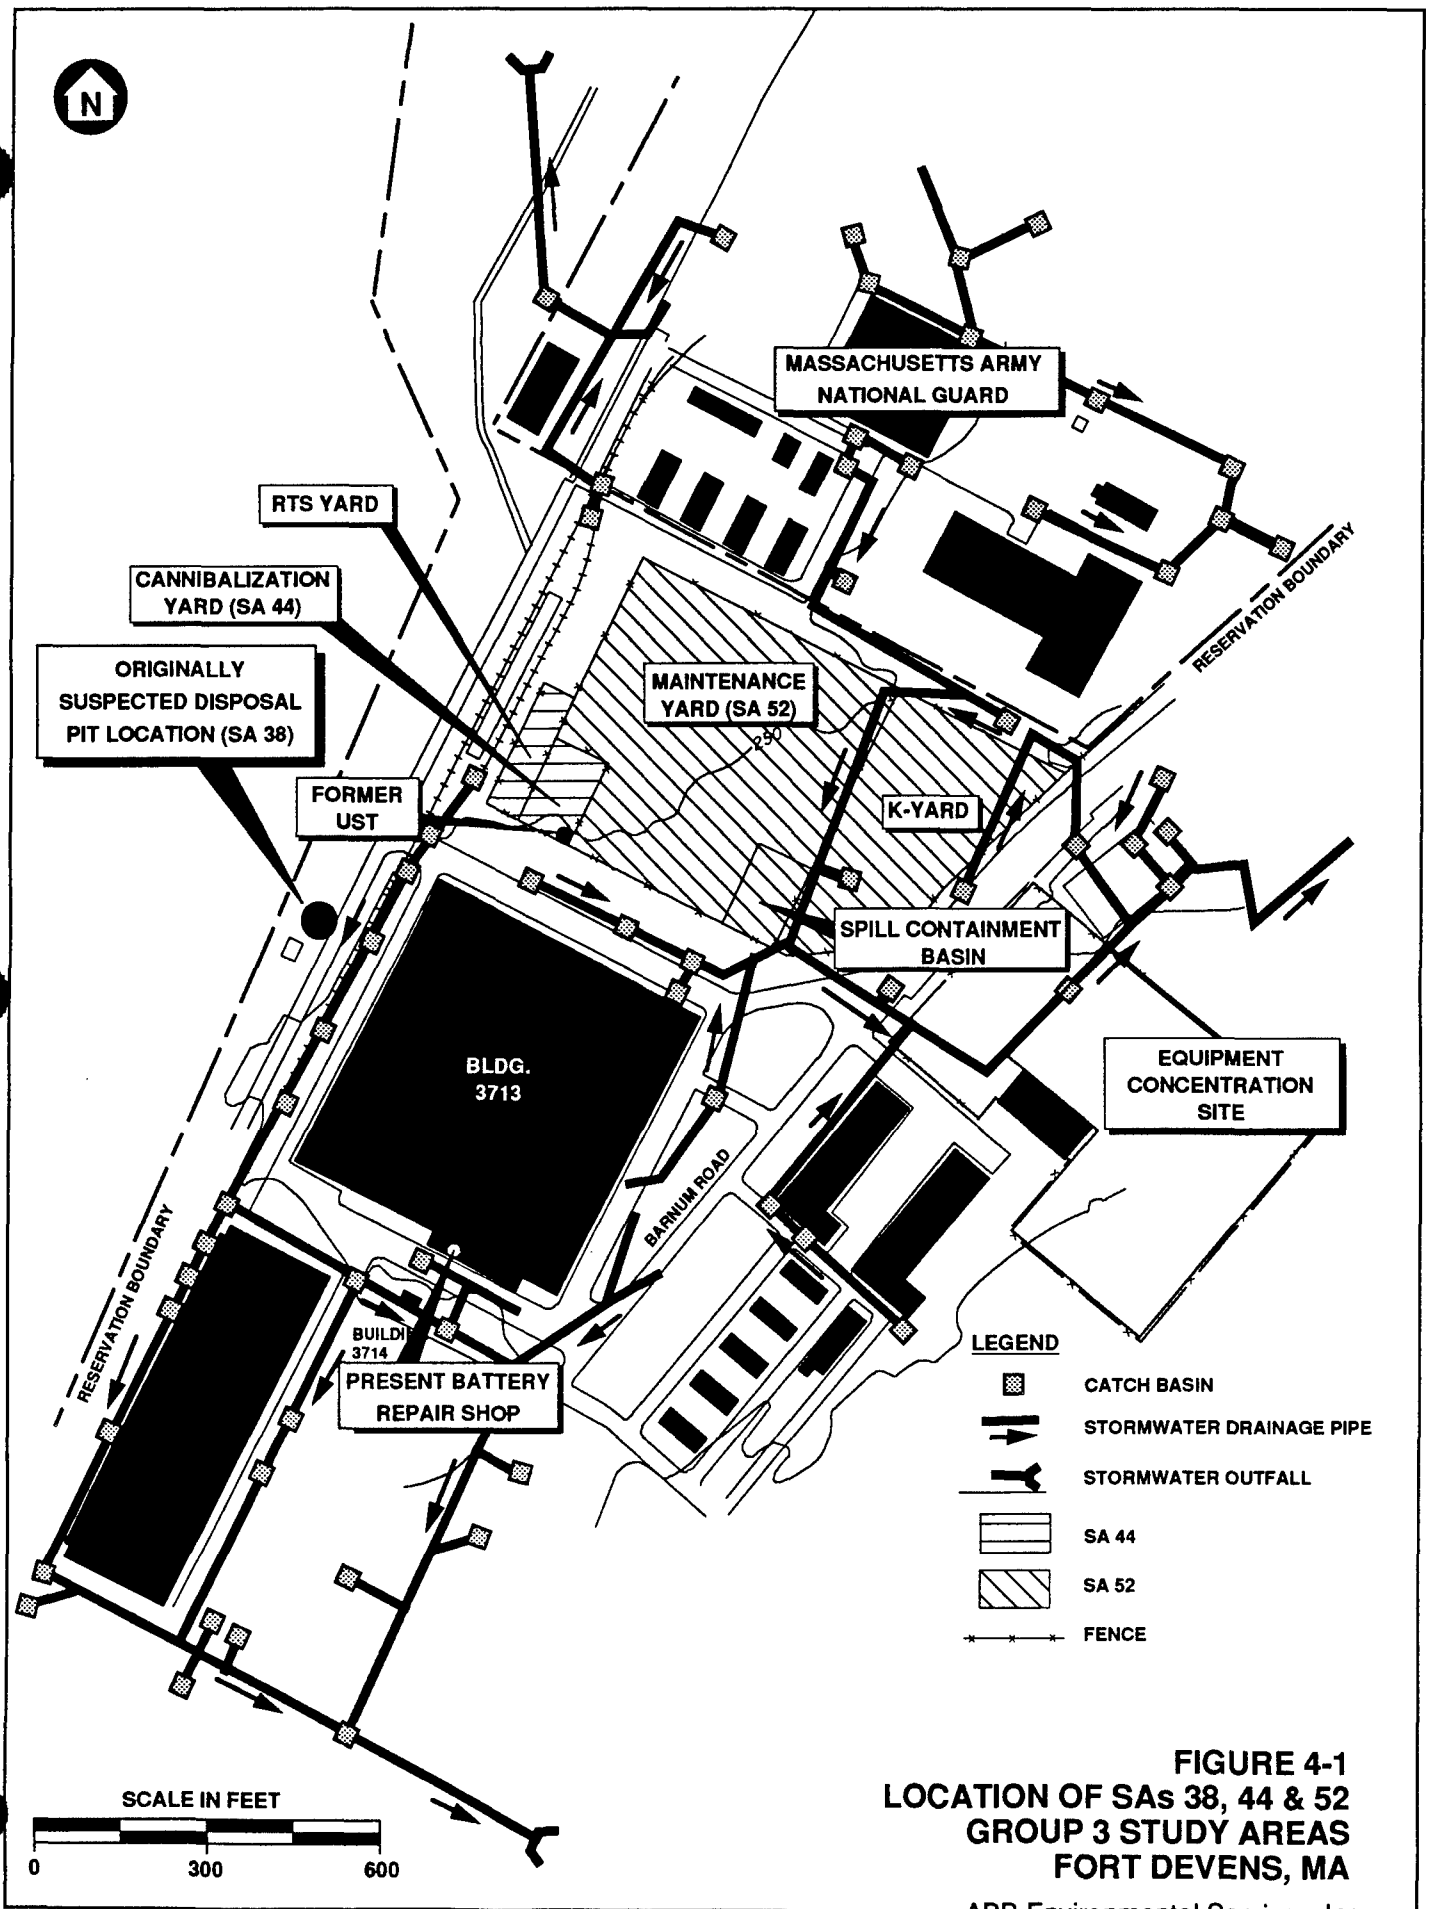 N
MASSACHUSETTS ARMY
NATIONAL GUARD
RTS YARD
CANNIBALIZATION
YARD (SA 44)
ORIGINALLY
SUSPECTED DISPOSAL
PIT LOCATION (SA 38)
RESERVATION BOUNDARY
MAINTENANCE
YARD (SA 52)
250
FORMER
UST
K-YARD
SPILL CONTAINMENT
BASIN
BLDG.
3713
EQUIPMENT
CONCENTRATION
SITE
BARNUM ROAD
RESERVATION BOUNDARY
BUILDI
3714
PRESENT BATTERY
REPAIR SHOP
LEGEND
CATCH BASIN
STORMWATER DRAINAGE PIPE
STORMWATER OUTFALL
SA 44
SA 52
FENCE
SCALE IN FEET
0 300 600
FIGURE 4-1
LOCATION OF SAs 38, 44 & 52
GROUP 3 STUDY AREAS
FORT DEVENS, MA